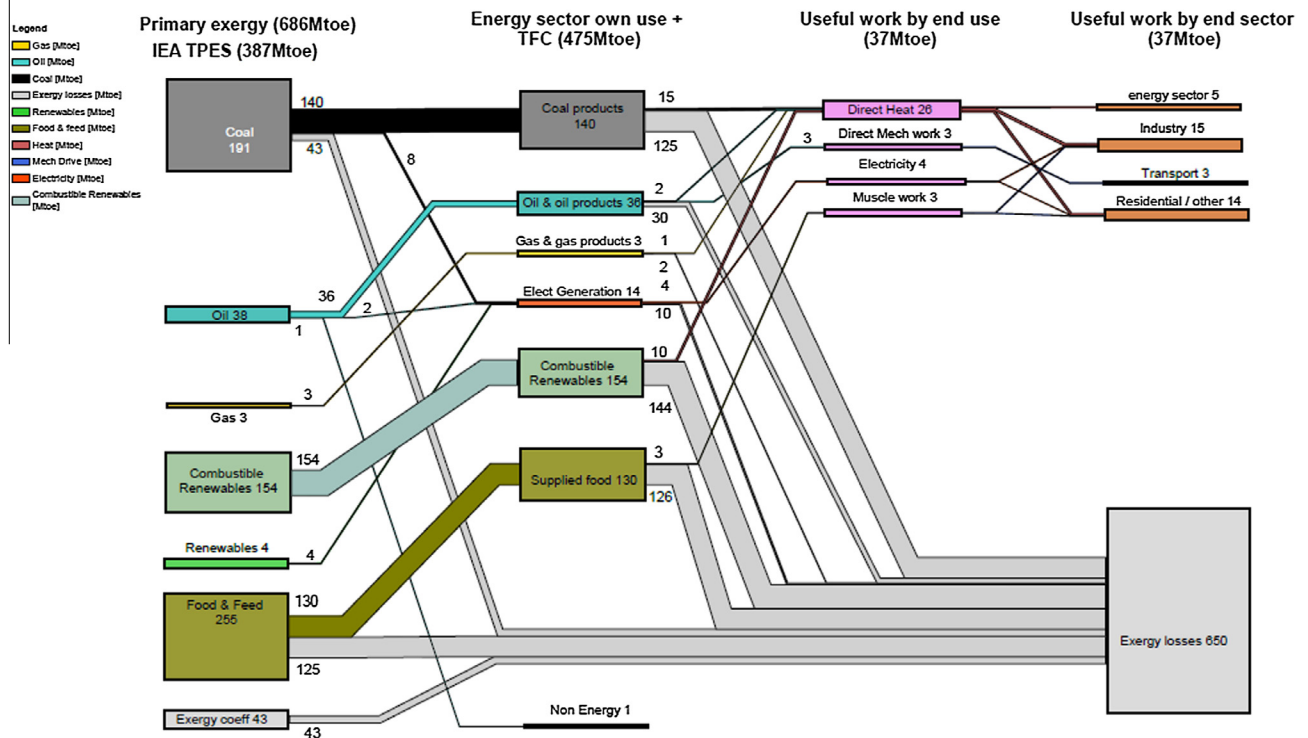 Primary exergy (686Mtoe)
IEA TPES (387Mtoe)
Energy sector own use +
TFC (475Mtoe)
Useful work by end use
(37Mtoe)
Useful work by end sector
(37Mtoe)
Legend
Gas [Mtoe]
Oil [Mtoe]
Coal [Mtoe]
Exergy losses [Mtoe]
Renewables [Mtoe]
Food & feed [Mtoe]
Heat [Mtoe]
Mech Drive [Mtoe]
Electricity [Mtoe]
Combustible Renewables
[Mtoe]
Coal
191
140
43
8
Oil 38
36
2
1
Gas 3
3
Combustible
Renewables 154
154
Renewables 4
4
Food & Feed
255
130
125
Exergy coeff 43
43
Coal products
140
15
125
Oil & oil products 36
2
30
3
Gas & gas products 3
1
2
Elect Generation 14
4
10
Combustible
Renewables 154
10
144
Supplied food 130
3
126
Non Energy 1
Direct Heat 26
Direct Mech work 3
Electricity 4
Muscle work 3
energy sector 5
Industry 15
Transport 3
Residential / other 14
Exergy losses 650